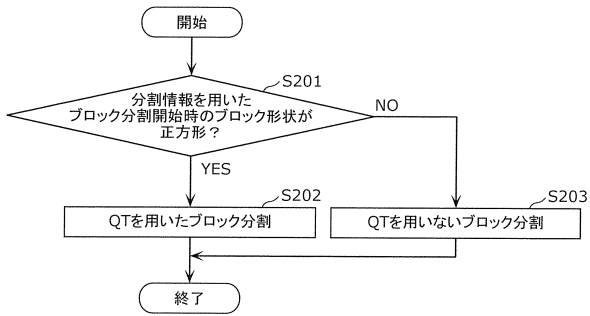 開始
S201
分割情報を用いた
ブロック分割開始時のブロック形状が
正方形？
NO
YES
S202
QTを用いたブロック分割
S203
QTを用いないブロック分割
終了